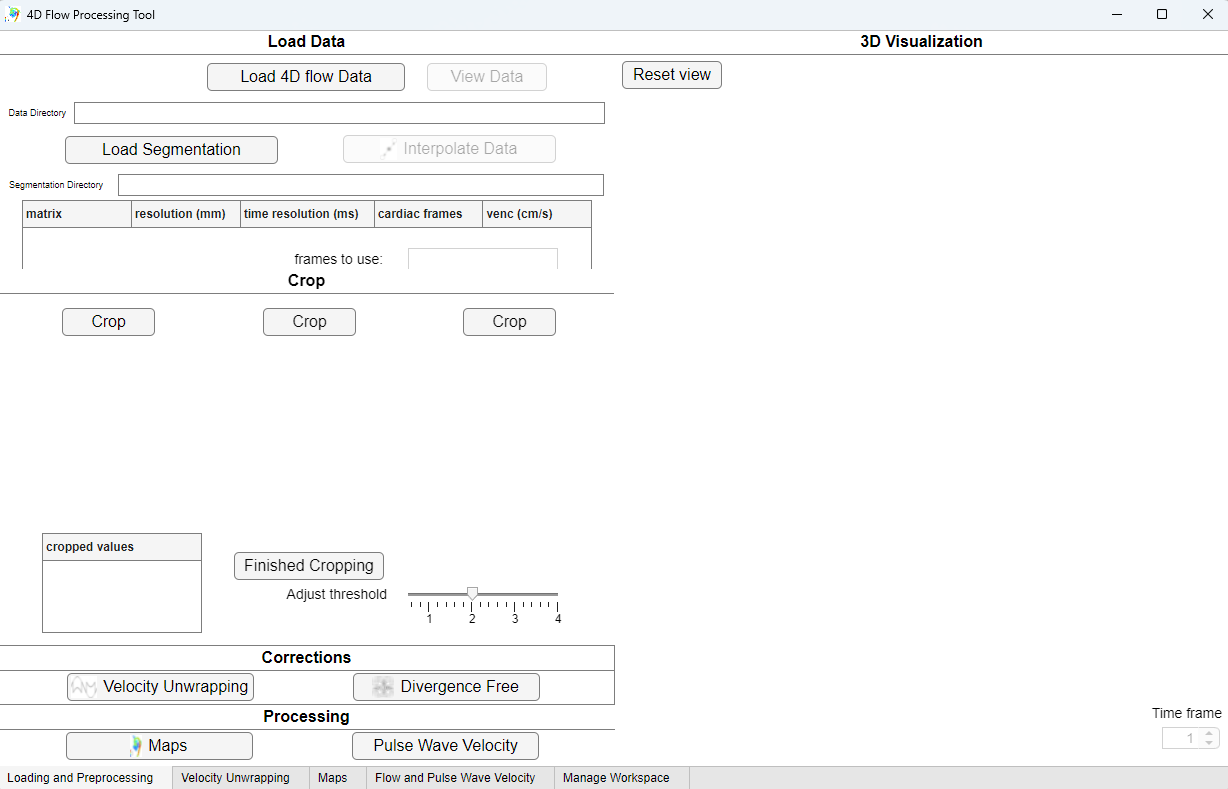 4D Flow Processing Tool
Load Data
3D Visualization
Load 4D flow Data
View Data
Reset view
Data Directory
Load Segmentation
Interpolate Data
Segmentation Directory
matrix
resolution (mm)
time resolution (ms)
cardiac frames
venc (cm/s)
frames to use:
Crop
Crop
Crop
Crop
cropped values
Finished Cropping
Adjust threshold
1 2 3 4
Corrections
Velocity Unwrapping
Divergence Free
Processing
Time frame
1
Maps
Pulse Wave Velocity
Loading and Preprocessing
Velocity Unwrapping
Maps
Flow and Pulse Wave Velocity
Manage Workspace